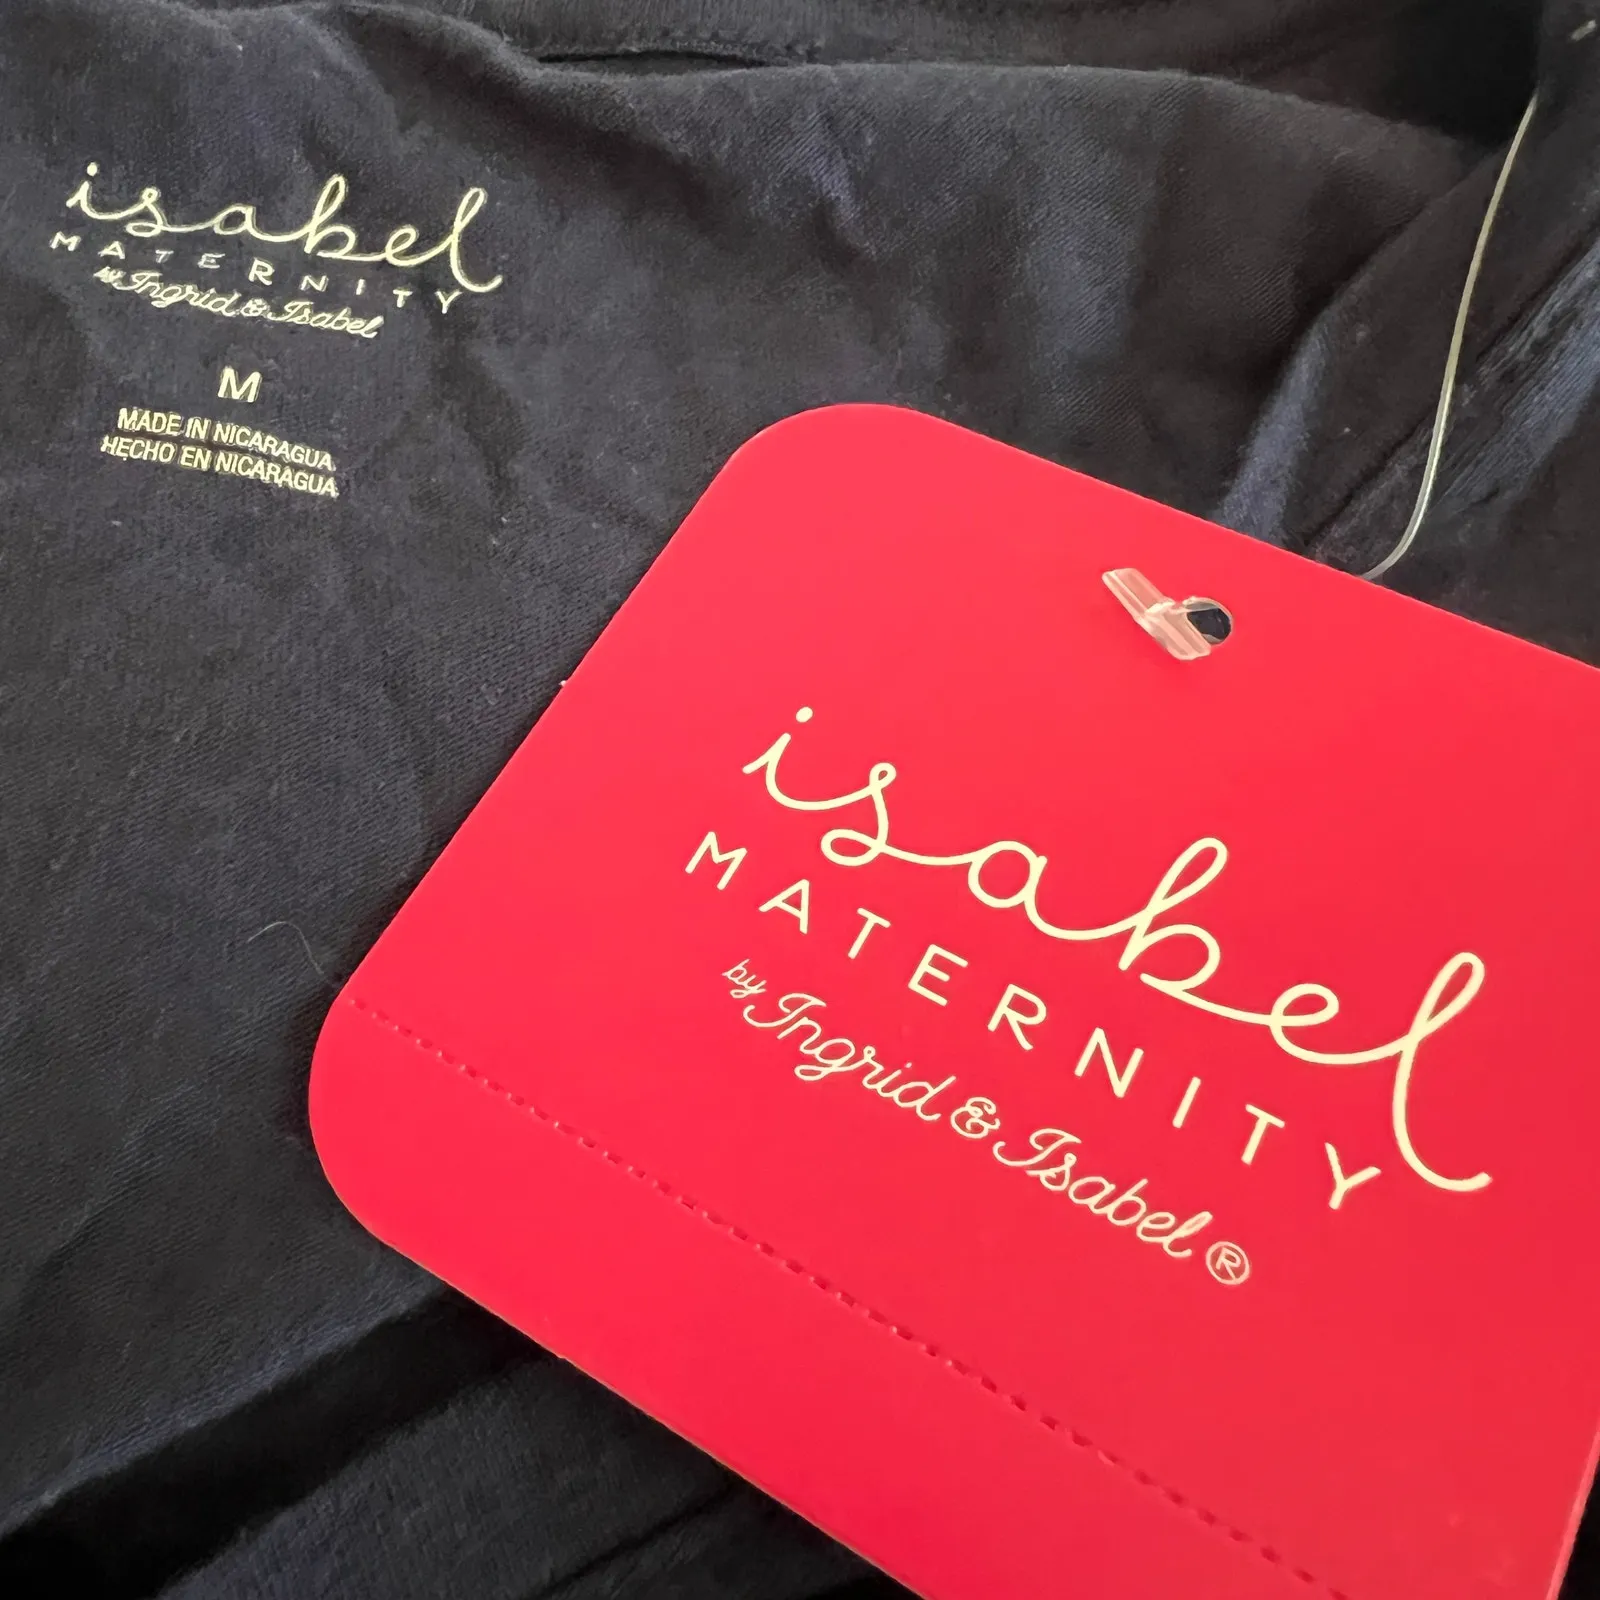 isabel
MATERNITY
by Ingrid & Isabel
M
MADE IN NICARAGUA
HECHO EN NICARAGUA
isabel
MATERNITY
by Ingrid & Isabel ®